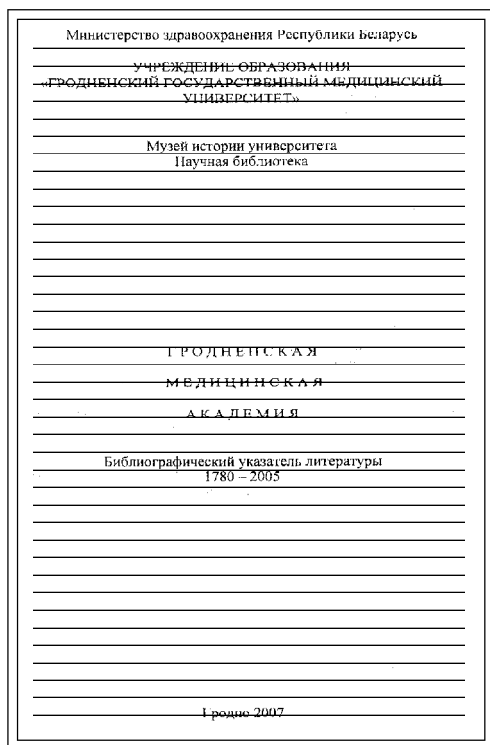 Министерство здравоохранения Республики Беларусь
УЧРЕЖДЕНИЕ ОБРАЗОВАНИЯ
«ГРОДНЕНСКИЙ ГОСУДАРСТВЕННЫЙ МЕДИЦИНСКИЙ
УНИВЕРСИТЕТ»
Музей истории университета
Научная библиотека
ГРОДНЕНСКАЯ
МЕДИЦИНСКАЯ
АКАДЕМИЯ
Библиографический указатель литературы
1780 – 2005
Гродно 2007